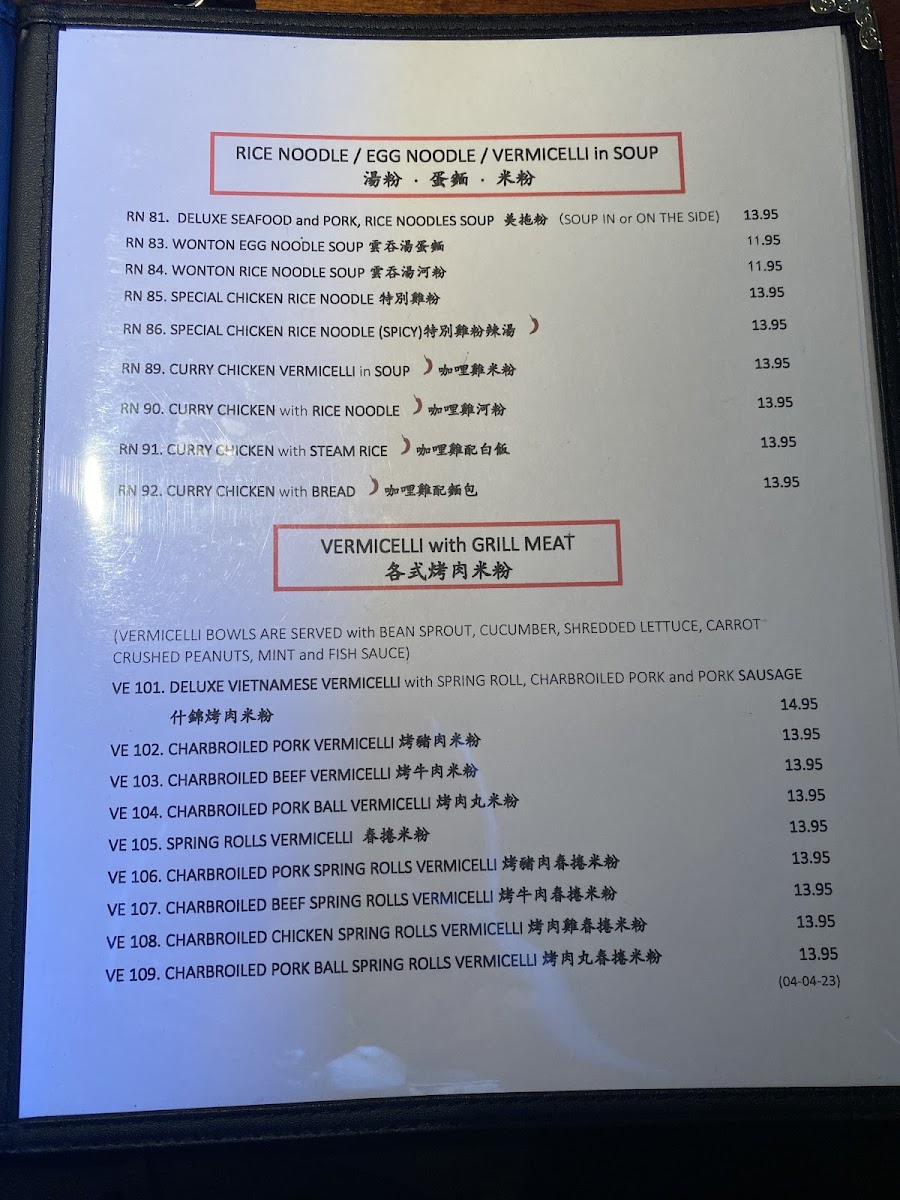 RICE NOODLE / EGG NOODLE / VERMICELLI in SOUP
湯粉 · 蛋麵 · 米粉
RN 81. DELUXE SEAFOOD and PORK, RICE NOODLES SOUP 美拖粉 (SOUP IN or ON THE SIDE) 13.95
RN 83. WONTON EGG NOODLE SOUP 雲吞湯蛋麵 11.95
RN 84. WONTON RICE NOODLE SOUP 雲吞湯河粉 11.95
RN 85. SPECIAL CHICKEN RICE NOODLE 特別雞粉 13.95
RN 86. SPECIAL CHICKEN RICE NOODLE (SPICY)特別雞粉辣湯 13.95
RN 89. CURRY CHICKEN VERMICELLI in SOUP 咖哩雞米粉 13.95
RN 90. CURRY CHICKEN with RICE NOODLE 咖哩雞河粉 13.95
RN 91. CURRY CHICKEN with STEAM RICE 咖哩雞配白飯 13.95
RN 92. CURRY CHICKEN with BREAD 咖哩雞配麵包 13.95
VERMICELLI with GRILL MEAT
各式烤肉米粉
(VERMICELLI BOWLS ARE SERVED with BEAN SPROUT, CUCUMBER, SHREDDED LETTUCE, CARROT
CRUSHED PEANUTS, MINT and FISH SAUCE)
VE 101. DELUXE VIETNAMESE VERMICELLI with SPRING ROLL, CHARBROILED PORK and PORK SAUSAGE
什錦烤肉米粉 14.95
VE 102. CHARBROILED PORK VERMICELLI 烤豬肉米粉 13.95
VE 103. CHARBROILED BEEF VERMICELLI 烤牛肉米粉 13.95
VE 104. CHARBROILED PORK BALL VERMICELLI 烤肉丸米粉 13.95
VE 105. SPRING ROLLS VERMICELLI 春捲米粉 13.95
VE 106. CHARBROILED PORK SPRING ROLLS VERMICELLI 烤豬肉春捲米粉 13.95
VE 107. CHARBROILED BEEF SPRING ROLLS VERMICELLI 烤牛肉春捲米粉 13.95
VE 108. CHARBROILED CHICKEN SPRING ROLLS VERMICELLI 烤肉雞春捲米粉 13.95
VE 109. CHARBROILED PORK BALL SPRING ROLLS VERMICELLI 烤肉丸春捲米粉 13.95
(04-04-23)